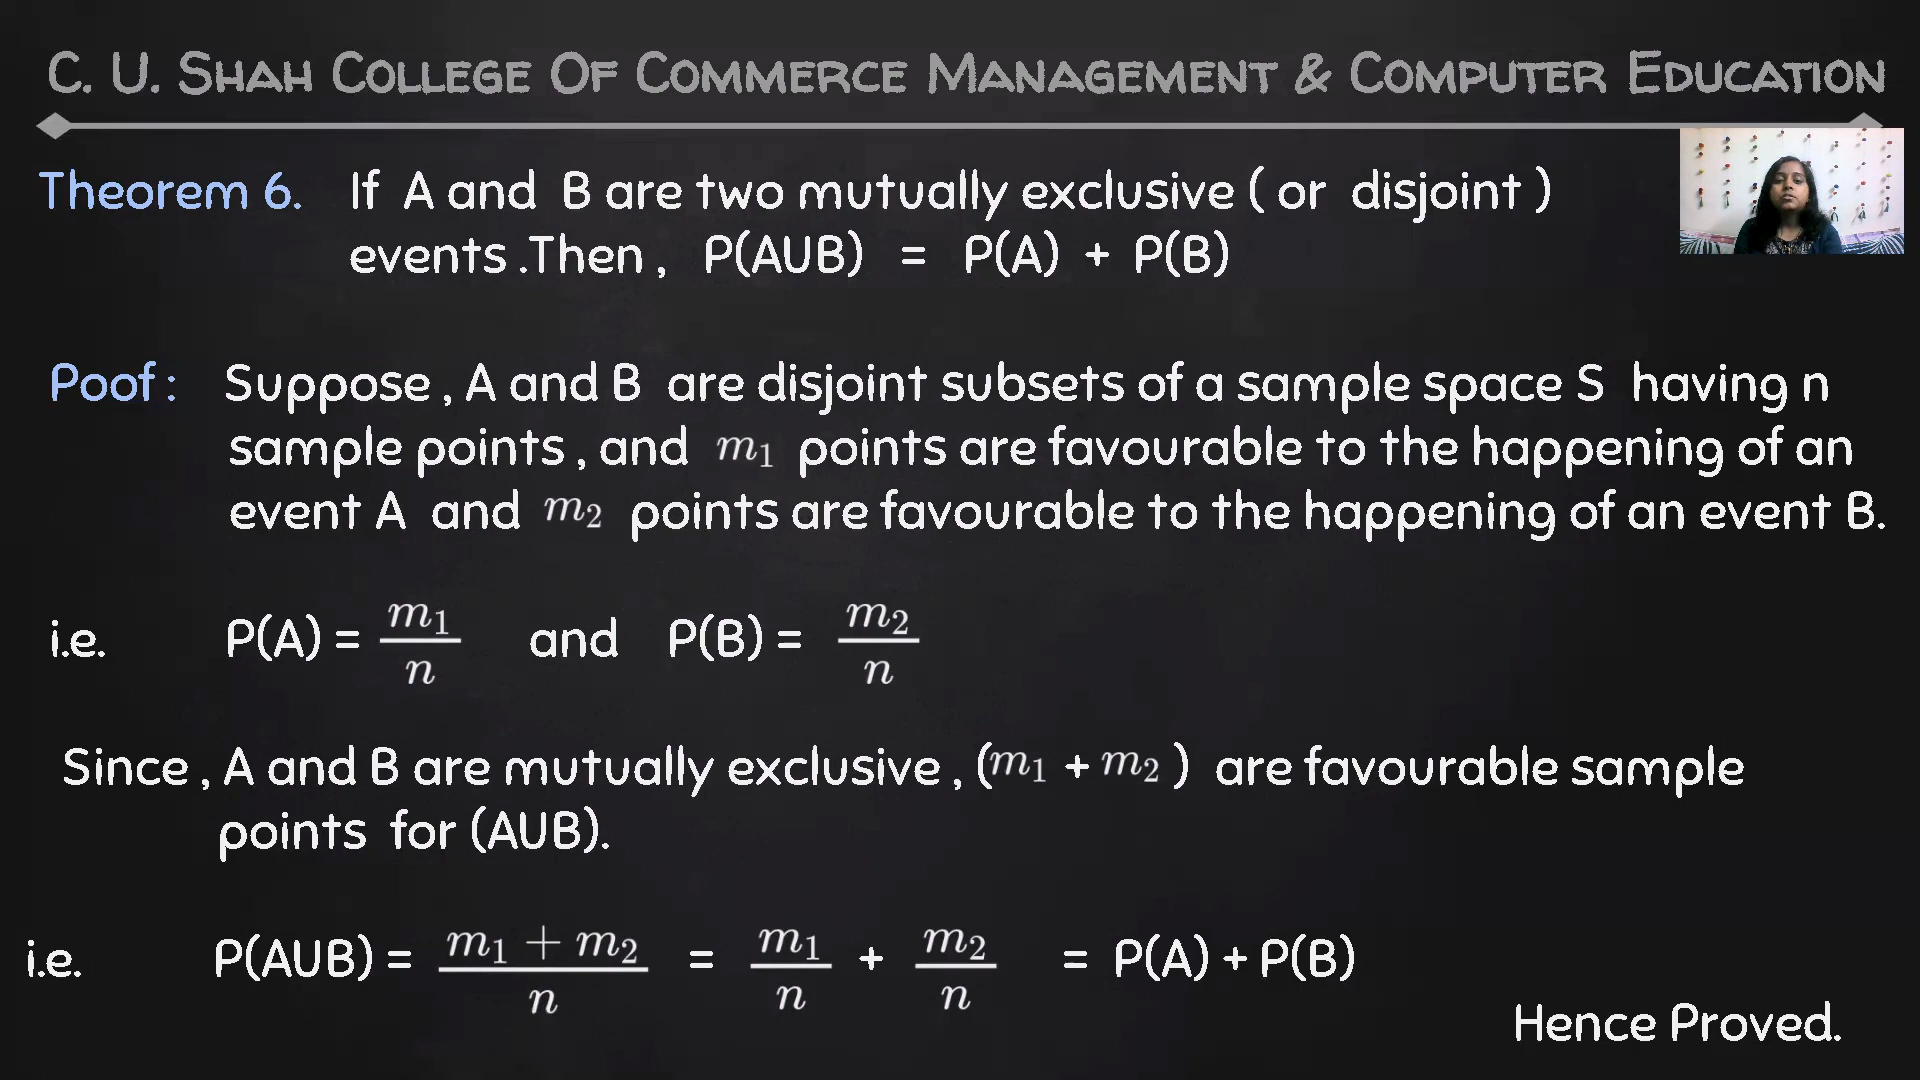 C. U. SHAH COLLEGE OF COMMERCE MANAGEMENT & COMPUTER EDUCATION
Theorem 6. If A and B are two mutually exclusive ( or disjoint )
events .Then , P(AUB) = P(A) + P(B)
Poof : Suppose , A and B are disjoint subsets of a sample space S having n
sample points , and m₁ points are favourable to the happening of an
event A and m₂ points are favourable to the happening of an event B.
i.e. P(A) = m₁/n and P(B) = m₂/n
Since , A and B are mutually exclusive , (m₁ + m₂ ) are favourable sample
points for (AUB).
i.e. P(AUB) = (m₁ + m₂)/n = m₁/n + m₂/n = P(A) + P(B)
Hence Proved.